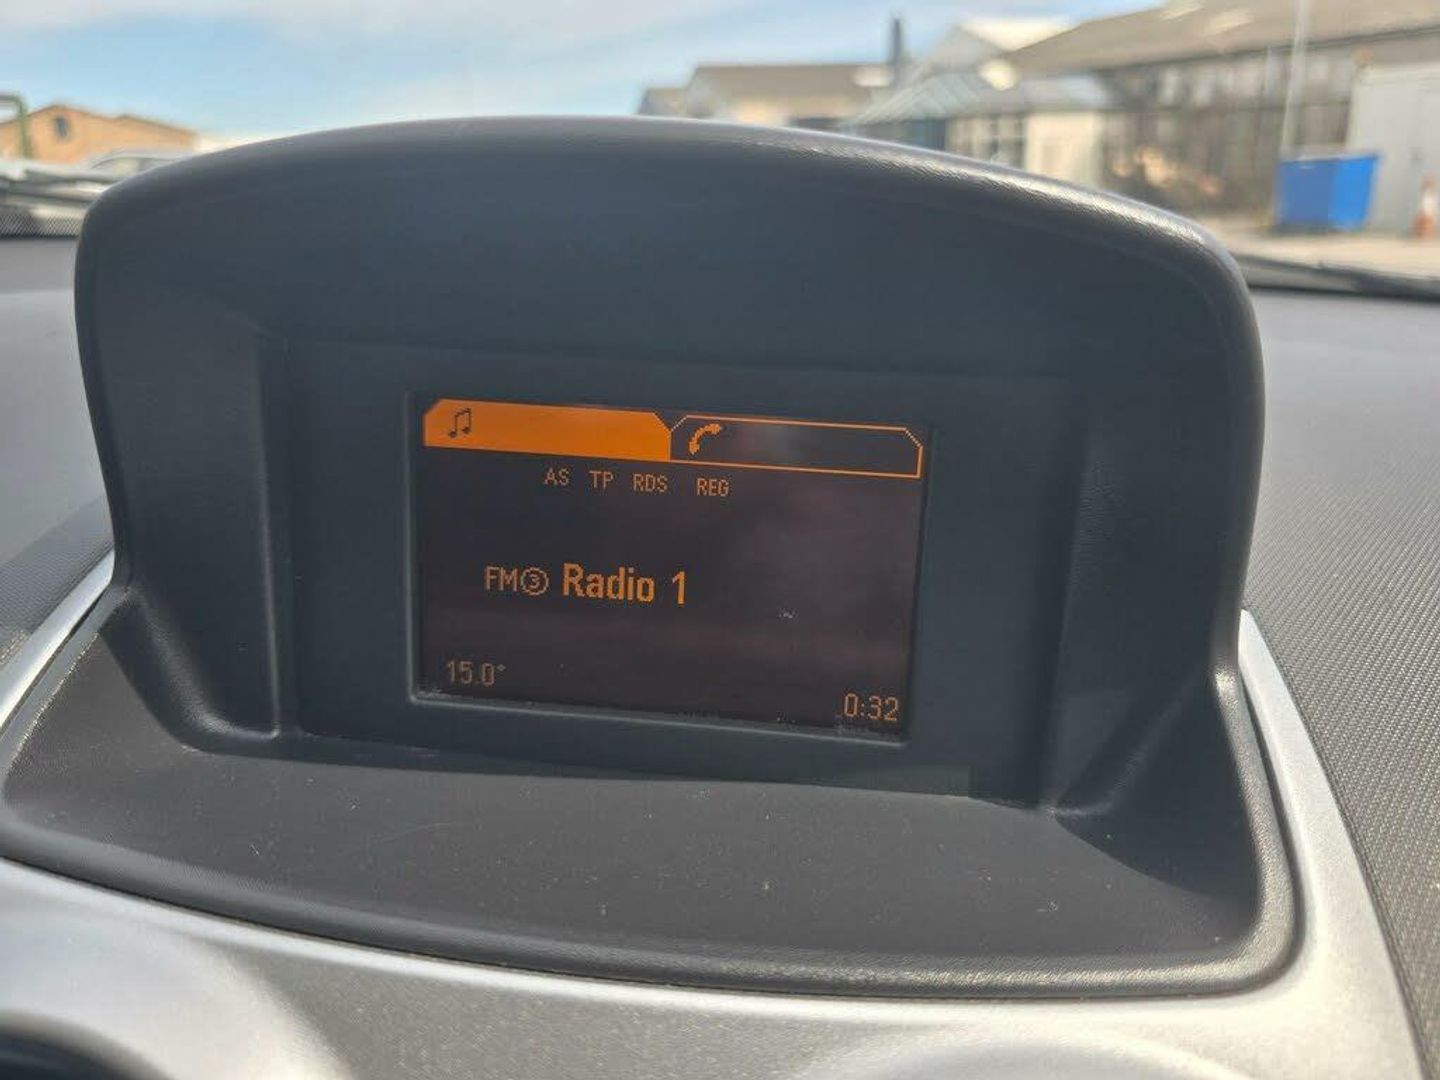 AS TP RDS REG
FM③ Radio 1
15.0°
0:32